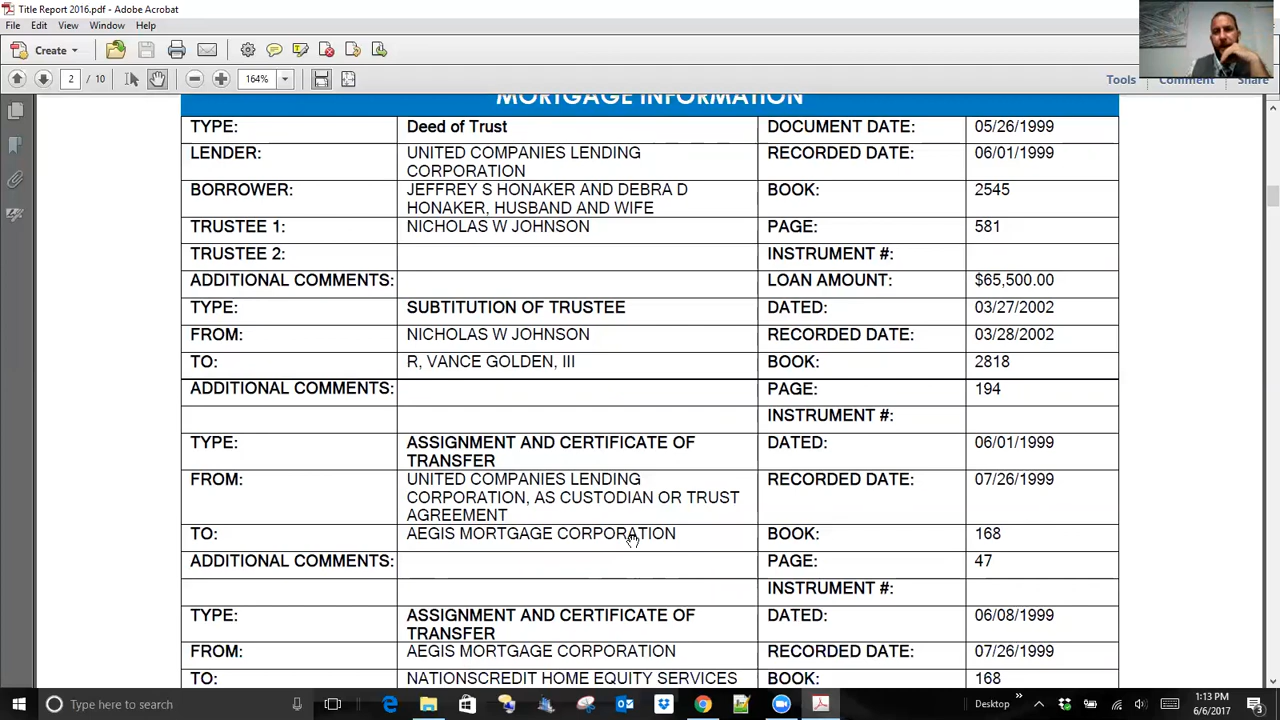 Title Report 2016.pdf - Adobe Acrobat
File Edit View Window Help
Create
2 / 10 164%
Tools Comment Share
MORTGAGE INFORMATION
TYPE: Deed of Trust DOCUMENT DATE: 05/26/1999
LENDER: UNITED COMPANIES LENDING RECORDED DATE: 06/01/1999
CORPORATION
BORROWER: JEFFREY S HONAKER AND DEBRA D BOOK: 2545
HONAKER, HUSBAND AND WIFE
TRUSTEE 1: NICHOLAS W JOHNSON PAGE: 581
TRUSTEE 2: INSTRUMENT #:
ADDITIONAL COMMENTS: LOAN AMOUNT: $65,500.00
TYPE: SUBTITUTION OF TRUSTEE DATED: 03/27/2002
FROM: NICHOLAS W JOHNSON RECORDED DATE: 03/28/2002
TO: R, VANCE GOLDEN, III BOOK: 2818
ADDITIONAL COMMENTS: PAGE: 194
INSTRUMENT #:
TYPE: ASSIGNMENT AND CERTIFICATE OF DATED: 06/01/1999
TRANSFER
FROM: UNITED COMPANIES LENDING RECORDED DATE: 07/26/1999
CORPORATION, AS CUSTODIAN OR TRUST
AGREEMENT
TO: AEGIS MORTGAGE CORPORATION BOOK: 168
ADDITIONAL COMMENTS: PAGE: 47
INSTRUMENT #:
TYPE: ASSIGNMENT AND CERTIFICATE OF DATED: 06/08/1999
TRANSFER
FROM: AEGIS MORTGAGE CORPORATION RECORDED DATE: 07/26/1999
TO: NATIONSCREDIT HOME EQUITY SERVICES BOOK: 168
Type here to search
Desktop
1:13 PM
6/6/2017